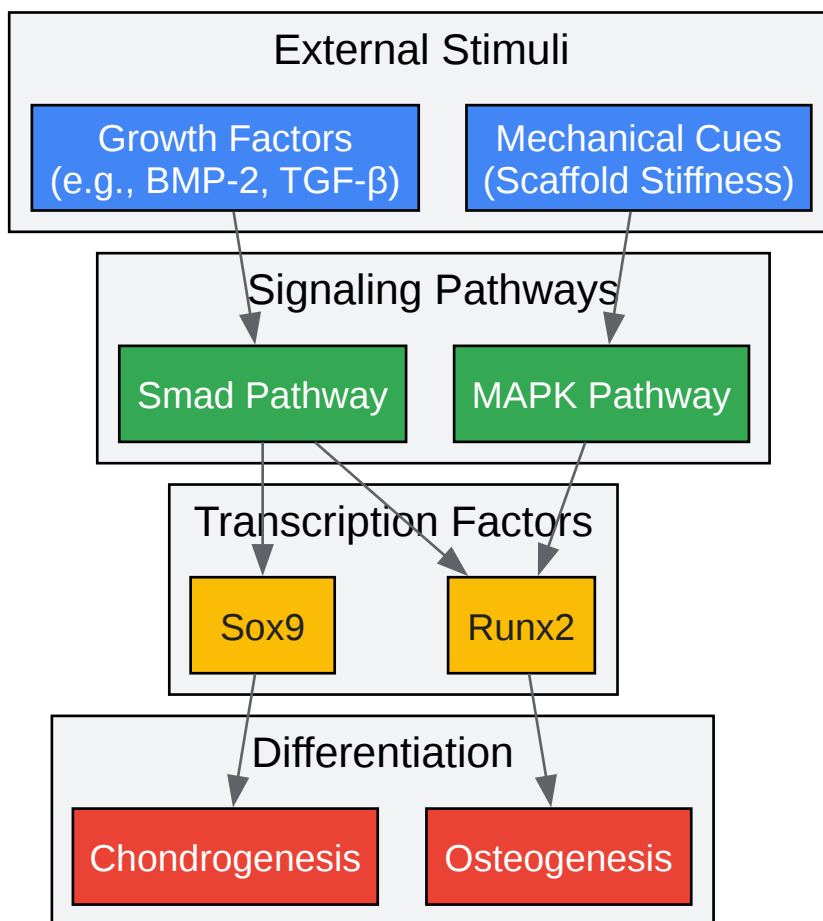 External Stimuli
Growth Factors
(e.g., BMP-2, TGF-β)
Mechanical Cues
(Scaffold Stiffness)
Signaling Pathways
Smad Pathway
MAPK Pathway
Transcription Factors
Sox9
Runx2
Differentiation
Chondrogenesis
Osteogenesis